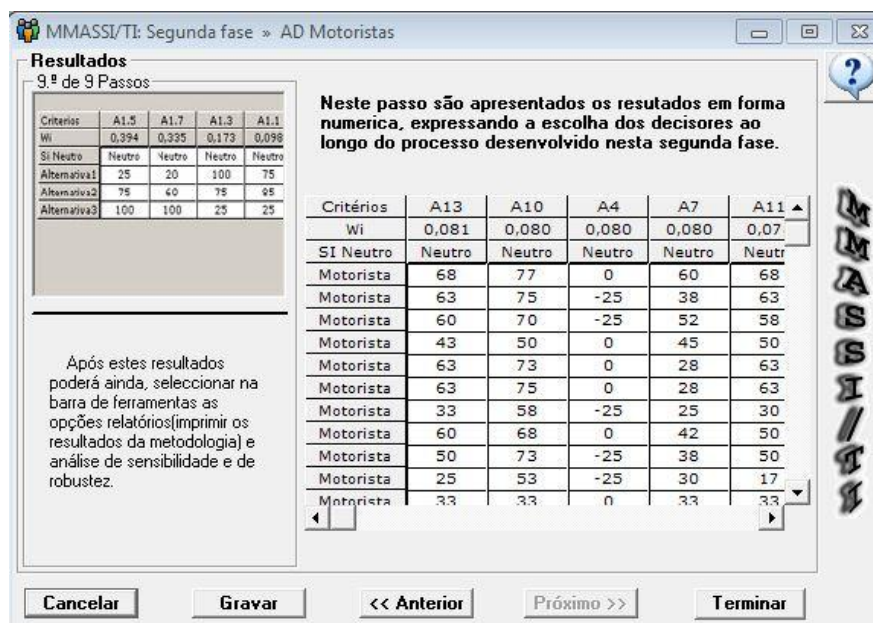 MMASSI/TI: Segunda fase » AD Motoristas
Resultados
9.º de 9 Passos
Criterios A1.5 A1.7 A1.3 A1.1
Wi 0,394 0,335 0,173 0,098
Si Neutro Neutro Neutro Neutro Neutro
Alternativa1 25 20 100 75
Alternativa2 75 60 75 95
Alternativa3 100 100 25 25
Após estes resultados
poderá ainda, seleccionar na
barra de ferramentas as
opções relatórios(imprimir os
resultados da metodologia) e
análise de sensibilidade e de
robustez.
Neste passo são apresentados os resutados em forma
numerica, expressando a escolha dos decisores ao
longo do processo desenvolvido nesta segunda fase.
Critérios A13 A10 A4 A7 A11
Wi 0,081 0,080 0,080 0,080 0,07
SI Neutro Neutro Neutro Neutro Neutro Neutr
Motorista 68 77 0 60 68
Motorista 63 75 -25 38 63
Motorista 60 70 -25 52 58
Motorista 43 50 0 45 50
Motorista 63 73 0 28 63
Motorista 63 75 0 28 63
Motorista 33 58 -25 25 30
Motorista 60 68 0 42 50
Motorista 50 73 -25 38 50
Motorista 25 53 -25 30 17
Motorista 33 33 0 33 33
?
MMASSI/TI
Cancelar
Gravar
<< Anterior
Próximo >>
Terminar